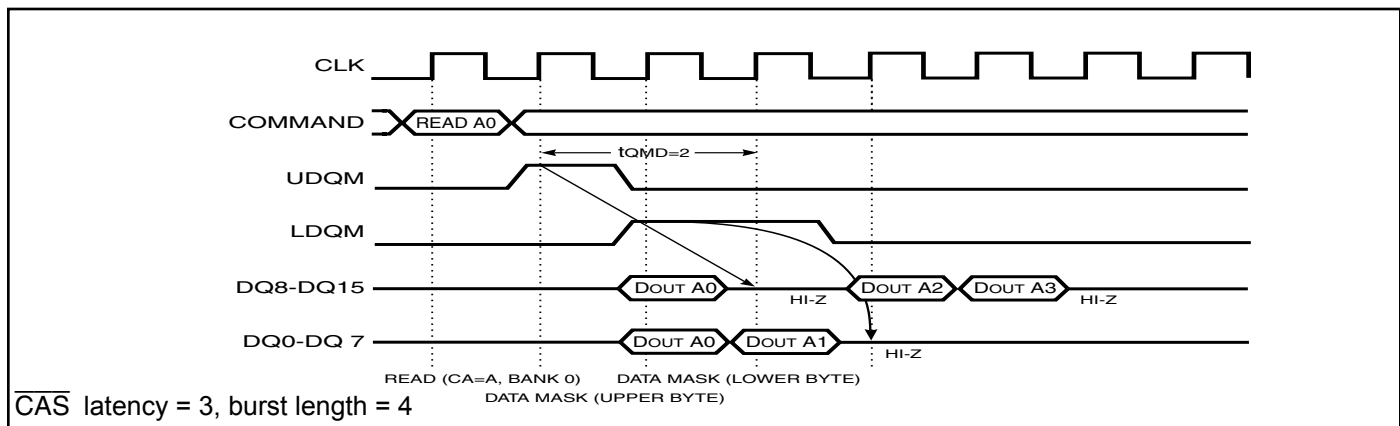 CLK
COMMAND READ A0
tQMD=2
UDQM
LDQM
DQ8-DQ15 DOUT A0 HI-Z DOUT A2 DOUT A3 HI-Z
DQ0-DQ 7 DOUT A0 DOUT A1 HI-Z
READ (CA=A, BANK 0) DATA MASK (LOWER BYTE)
DATA MASK (UPPER BYTE)
CAS latency = 3, burst length = 4